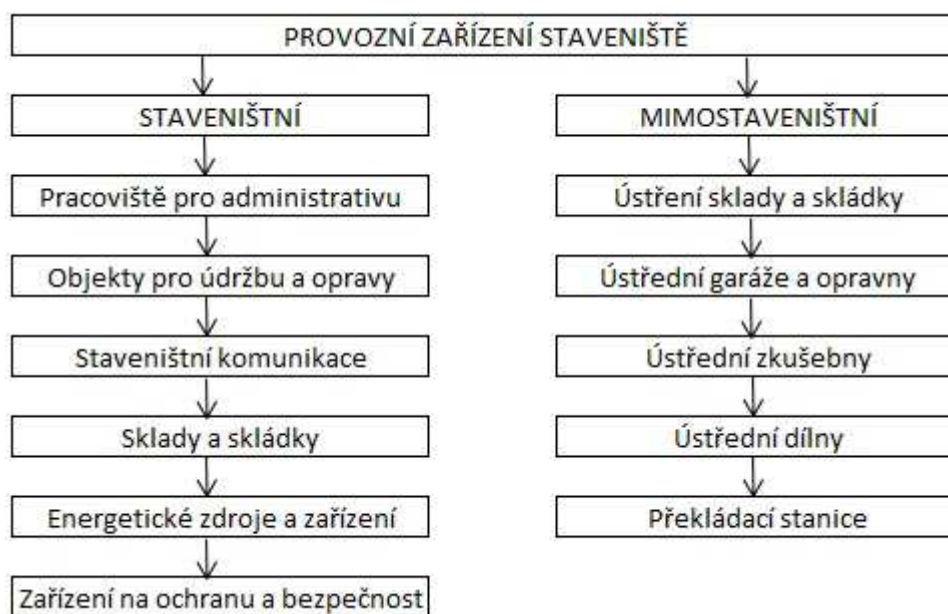 PROVOZNÍ ZAŘÍZENÍ STAVENIŠTĚ
STAVENIŠTNÍ
Pracoviště pro administrativu
Objekty pro údržbu a opravy
Staveništní komunikace
Sklady a skládky
Energetické zdroje a zařízení
Zařízení na ochranu a bezpečnost
MIMOSTAVENIŠTNÍ
Ústření sklady a skládky
Ústřední garáže a opravny
Ústřední zkušebny
Ústřední dílny
Překládací stanice